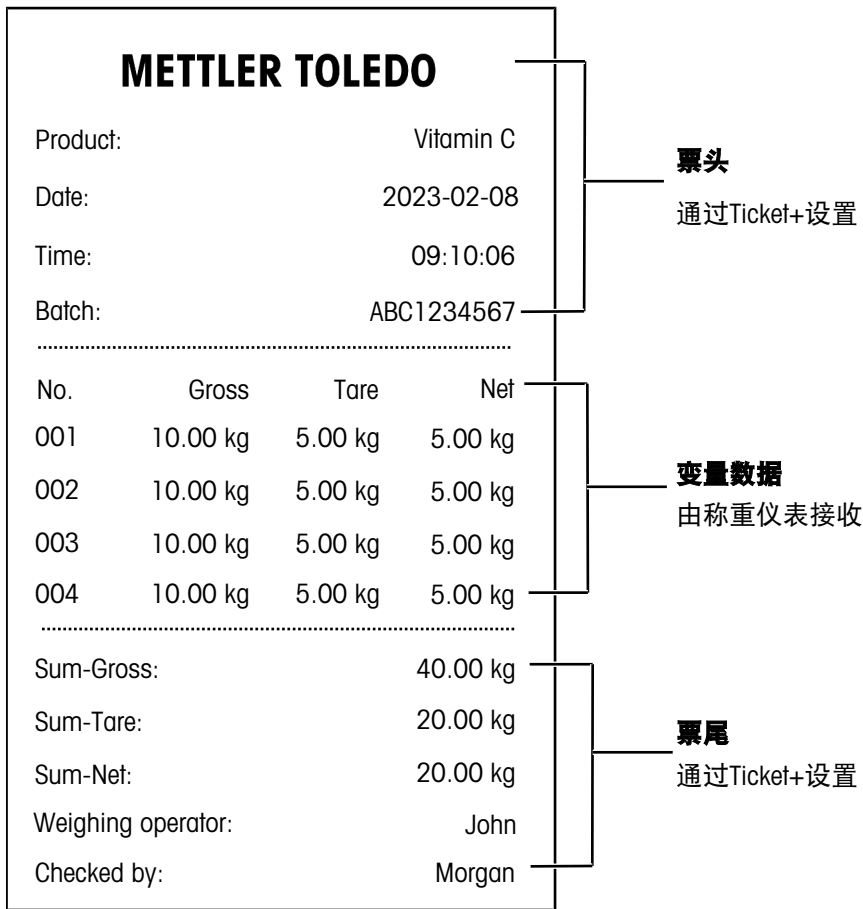 METTLER TOLEDO
Product: Vitamin C
Date: 2023-02-08
Time: 09:10:06
Batch: ABC1234567
票头
通过Ticket+设置
No. Gross Tare Net
001 10.00 kg 5.00 kg 5.00 kg
002 10.00 kg 5.00 kg 5.00 kg
003 10.00 kg 5.00 kg 5.00 kg
004 10.00 kg 5.00 kg 5.00 kg
变量数据
由称重仪表接收
Sum-Gross: 40.00 kg
Sum-Tare: 20.00 kg
Sum-Net: 20.00 kg
Weighing operator: John
Checked by: Morgan
票尾
通过Ticket+设置